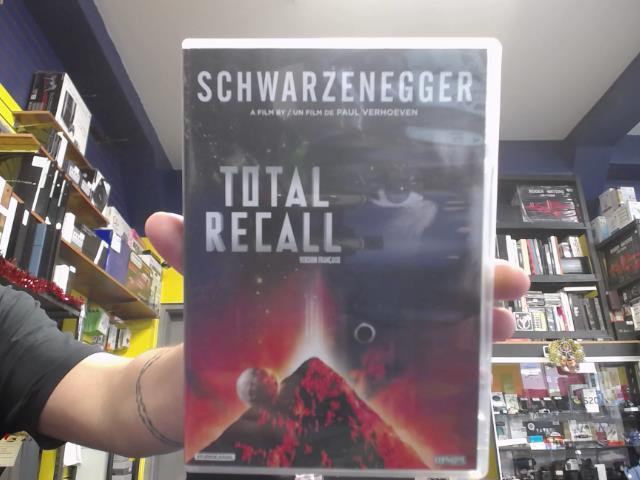 SCHWARZENEGGER
A FILM BY / UN FILM DE PAUL VERHOEVEN
TOTAL
RECALL
VERSION FRANÇAISE